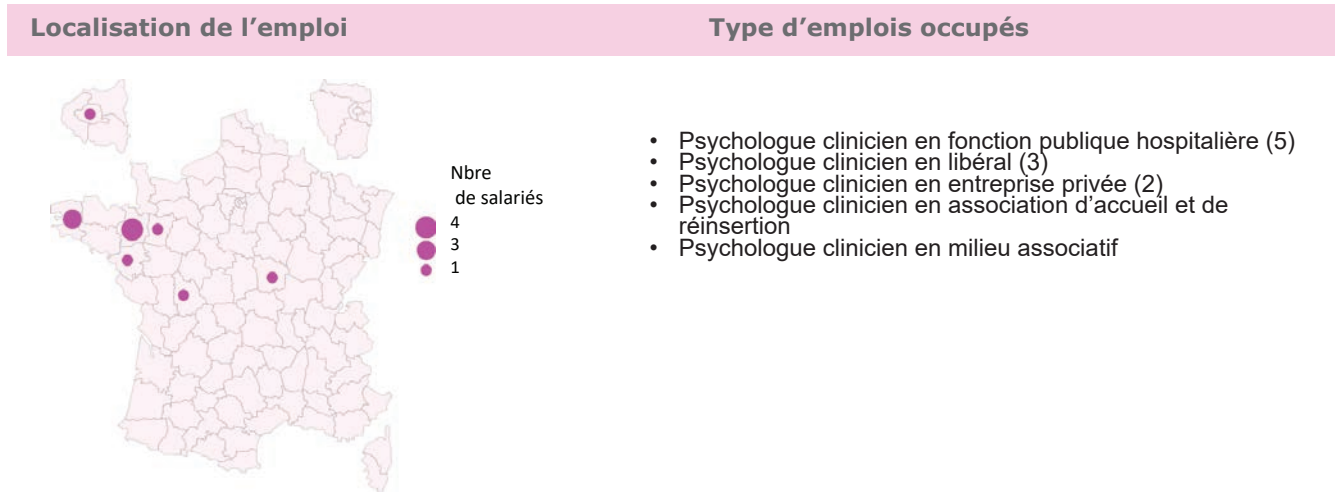 Localisation de l’emploi
Type d’emplois occupés
Nbre
de salariés
4
3
1
• Psychologue clinicien en fonction publique hospitalière (5)
• Psychologue clinicien en libéral (3)
• Psychologue clinicien en entreprise privée (2)
• Psychologue clinicien en association d’accueil et de
réinsertion
• Psychologue clinicien en milieu associatif